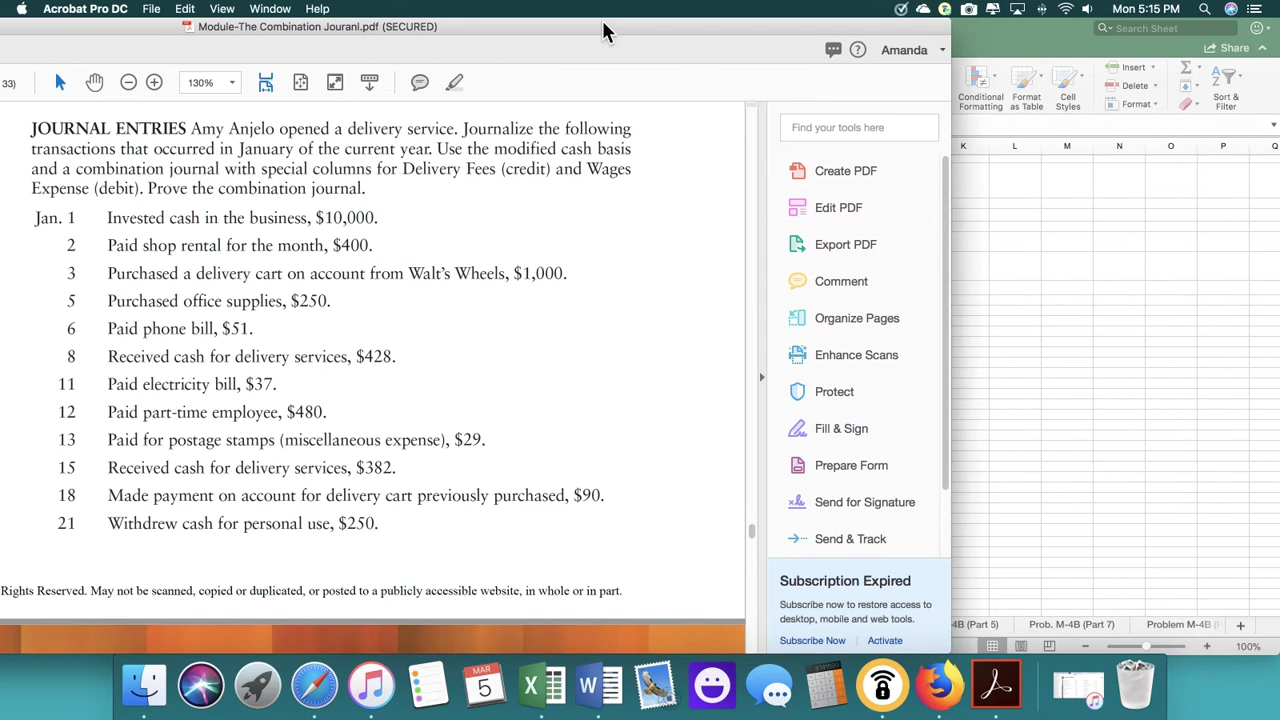 Acrobat Pro DC File Edit View Window Help Mon 5:15 PM
Module-The Combination Jouranl.pdf (SECURED)
Search Sheet
Share
Amanda
33)
130%
Insert
Delete
Format
Conditional Formatting
Format as Table
Cell Styles
Sort & Filter
K L M N O P Q
JOURNAL ENTRIES Amy Anjelo opened a delivery service. Journalize the following
transactions that occurred in January of the current year. Use the modified cash basis
and a combination journal with special columns for Delivery Fees (credit) and Wages
Expense (debit). Prove the combination journal.
Jan. 1 Invested cash in the business, $10,000.
2 Paid shop rental for the month, $400.
3 Purchased a delivery cart on account from Walt's Wheels, $1,000.
5 Purchased office supplies, $250.
6 Paid phone bill, $51.
8 Received cash for delivery services, $428.
11 Paid electricity bill, $37.
12 Paid part-time employee, $480.
13 Paid for postage stamps (miscellaneous expense), $29.
15 Received cash for delivery services, $382.
18 Made payment on account for delivery cart previously purchased, $90.
21 Withdrew cash for personal use, $250.
Rights Reserved. May not be scanned, copied or duplicated, or posted to a publicly accessible website, in whole or in part.
Find your tools here
Create PDF
Edit PDF
Export PDF
Comment
Organize Pages
Enhance Scans
Protect
Fill & Sign
Prepare Form
Send for Signature
Send & Track
Subscription Expired
Subscribe now to restore access to
desktop, mobile and web tools.
Subscribe Now Activate
-4B (Part 5) Prob. M-4B (Part 7) Problem M-4B (
100%
MAR
5